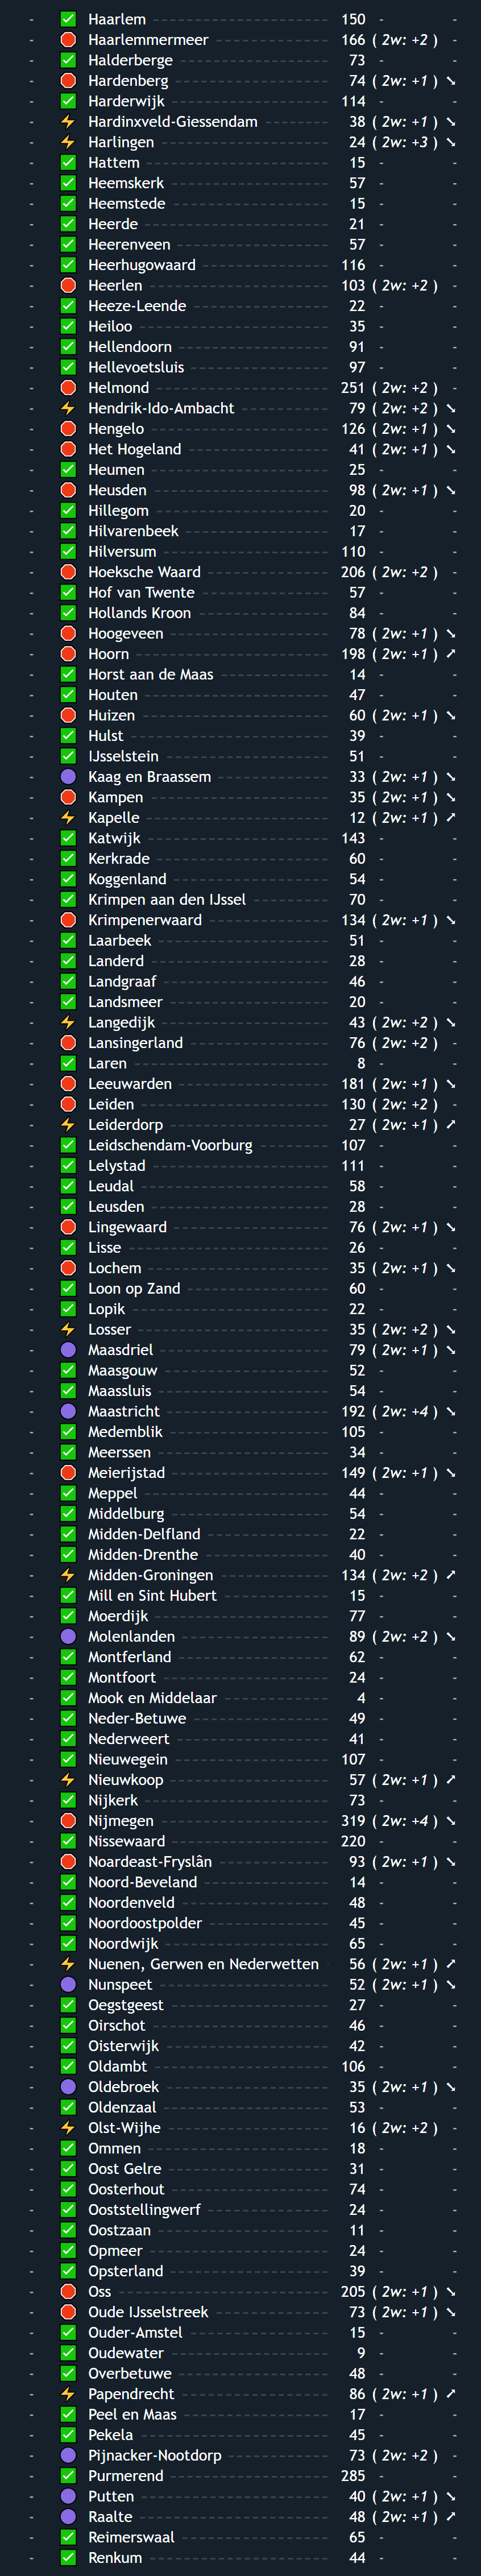 - ✅ Haarlem 150 - -
- 🛑 Haarlemmermeer 166 ( 2w: +2 ) -
- ✅ Halderberge 73 - -
- 🛑 Hardenberg 74 ( 2w: +1 ) ➘
- ✅ Harderwijk 114 - -
- ⚡ Hardinxveld-Giessendam 38 ( 2w: +1 ) ➘
- ⚡ Harlingen 24 ( 2w: +3 ) ➘
- ✅ Hattem 15 - -
- ✅ Heemskerk 57 - -
- ✅ Heemstede 15 - -
- ✅ Heerde 21 - -
- ✅ Heerenveen 57 - -
- ✅ Heerhugowaard 116 - -
- 🛑 Heerlen 103 ( 2w: +2 ) -
- ✅ Heeze-Leende 22 - -
- ✅ Heiloo 35 - -
- ✅ Hellendoorn 91 - -
- ✅ Hellevoetsluis 97 - -
- 🛑 Helmond 251 ( 2w: +2 ) -
- ⚡ Hendrik-Ido-Ambacht 79 ( 2w: +2 ) ➘
- 🛑 Hengelo 126 ( 2w: +1 ) ➘
- 🛑 Het Hogeland 41 ( 2w: +1 ) ➘
- ✅ Heumen 25 - -
- 🛑 Heusden 98 ( 2w: +1 ) ➘
- ✅ Hillegom 20 - -
- ✅ Hilvarenbeek 17 - -
- ✅ Hilversum 110 - -
- 🛑 Hoeksche Waard 206 ( 2w: +2 ) -
- ✅ Hof van Twente 57 - -
- ✅ Hollands Kroon 84 - -
- 🛑 Hoogeveen 78 ( 2w: +1 ) ➘
- 🛑 Hoorn 198 ( 2w: +1 ) ➚
- ✅ Horst aan de Maas 14 - -
- ✅ Houten 47 - -
- 🛑 Huizen 60 ( 2w: +1 ) ➘
- ✅ Hulst 39 - -
- ✅ IJsselstein 51 - -
- 🟣 Kaag en Braassem 33 ( 2w: +1 ) ➘
- 🛑 Kampen 35 ( 2w: +1 ) ➘
- ⚡ Kapelle 12 ( 2w: +1 ) ➚
- ✅ Katwijk 143 - -
- ✅ Kerkrade 60 - -
- ✅ Koggenland 54 - -
- ✅ Krimpen aan den IJssel 70 - -
- 🛑 Krimpenerwaard 134 ( 2w: +1 ) ➘
- ✅ Laarbeek 51 - -
- ✅ Landerd 28 - -
- ✅ Landgraaf 46 - -
- ✅ Landsmeer 20 - -
- ⚡ Langedijk 43 ( 2w: +2 ) ➘
- 🛑 Lansingerland 76 ( 2w: +2 ) -
- ✅ Laren 8 - -
- 🛑 Leeuwarden 181 ( 2w: +1 ) ➘
- 🛑 Leiden 130 ( 2w: +2 ) -
- ⚡ Leiderdorp 27 ( 2w: +1 ) ➚
- ✅ Leidschendam-Voorburg 107 - -
- ✅ Lelystad 111 - -
- ✅ Leudal 58 - -
- ✅ Leusden 28 - -
- 🛑 Lingewaard 76 ( 2w: +1 ) ➘
- ✅ Lisse 26 - -
- 🛑 Lochem 35 ( 2w: +1 ) ➘
- ✅ Loon op Zand 60 - -
- ✅ Lopik 22 - -
- ⚡ Losser 35 ( 2w: +2 ) ➘
- 🟣 Maasdriel 79 ( 2w: +1 ) ➘
- ✅ Maasgouw 52 - -
- ✅ Maassluis 54 - -
- 🟣 Maastricht 192 ( 2w: +4 ) ➘
- ✅ Medemblik 105 - -
- ✅ Meerssen 34 - -
- 🛑 Meierijstad 149 ( 2w: +1 ) ➘
- ✅ Meppel 44 - -
- ✅ Middelburg 54 - -
- ✅ Midden-Delfland 22 - -
- ✅ Midden-Drenthe 40 - -
- ⚡ Midden-Groningen 134 ( 2w: +2 ) ➚
- ✅ Mill en Sint Hubert 15 - -
- ✅ Moerdijk 77 - -
- 🟣 Molenlanden 89 ( 2w: +2 ) ➘
- ✅ Montferland 62 - -
- ✅ Montfoort 24 - -
- ✅ Mook en Middelaar 4 - -
- ✅ Neder-Betuwe 49 - -
- ✅ Nederweert 41 - -
- ✅ Nieuwegein 107 - -
- ⚡ Nieuwkoop 57 ( 2w: +1 ) ➚
- ✅ Nijkerk 73 - -
- 🛑 Nijmegen 319 ( 2w: +4 ) ➘
- ✅ Nissewaard 220 - -
- 🛑 Noardeast-Fryslân 93 ( 2w: +1 ) ➘
- ✅ Noord-Beveland 14 - -
- ✅ Noordenveld 48 - -
- ✅ Noordoostpolder 45 - -
- ✅ Noordwijk 65 - -
- ⚡ Nuenen, Gerwen en Nederwetten 56 ( 2w: +1 ) ➚
- 🟣 Nunspeet 52 ( 2w: +1 ) ➘
- ✅ Oegstgeest 27 - -
- ✅ Oirschot 46 - -
- ✅ Oisterwijk 42 - -
- ✅ Oldambt 106 - -
- 🟣 Oldebroek 35 ( 2w: +1 ) ➘
- ✅ Oldenzaal 53 - -
- ⚡ Olst-Wijhe 16 ( 2w: +2 ) -
- ✅ Ommen 18 - -
- ✅ Oost Gelre 31 - -
- ✅ Oosterhout 74 - -
- ✅ Ooststellingwerf 24 - -
- ✅ Oostzaan 11 - -
- ✅ Opmeer 24 - -
- ✅ Opsterland 39 - -
- 🛑 Oss 205 ( 2w: +1 ) ➘
- 🛑 Oude IJsselstreek 73 ( 2w: +1 ) ➘
- ✅ Ouder-Amstel 15 - -
- ✅ Oudewater 9 - -
- ✅ Overbetuwe 48 - -
- ⚡ Papendrecht 86 ( 2w: +1 ) ➚
- ✅ Peel en Maas 17 - -
- ✅ Pekela 45 - -
- 🟣 Pijnacker-Nootdorp 73 ( 2w: +2 ) -
- ✅ Purmerend 285 - -
- 🟣 Putten 40 ( 2w: +1 ) ➘
- 🟣 Raalte 48 ( 2w: +1 ) ➚
- ✅ Reimerswaal 65 - -
- ✅ Renkum 44 - -